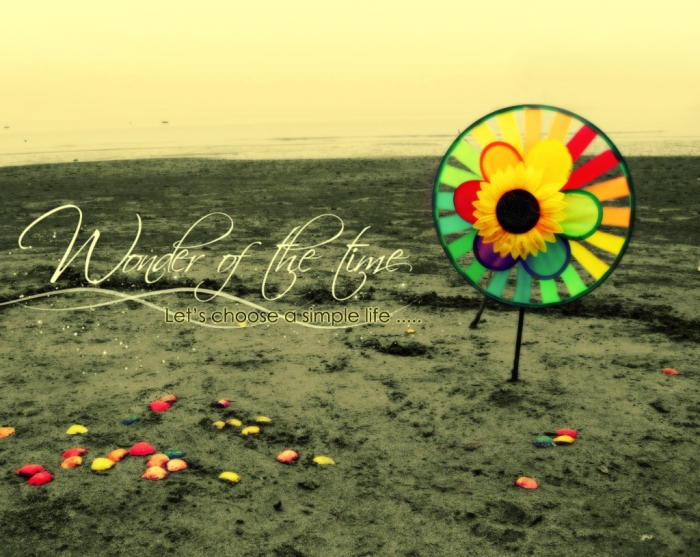 Wonder of the time
Let's choose a simple life .....